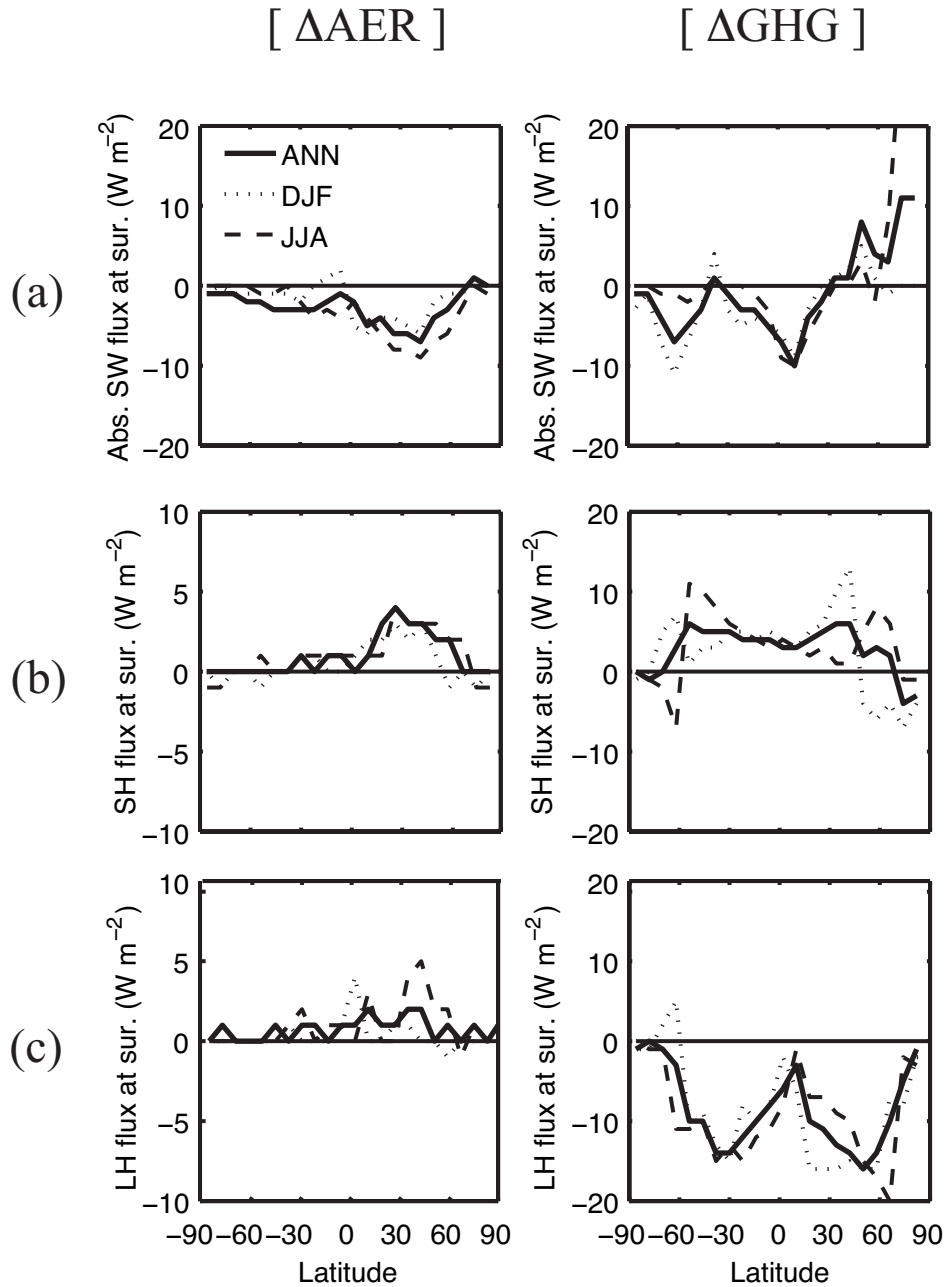 [ ΔAER ]
[ ΔGHG ]
(a)
Abs. SW flux at sur. (W m−2)
20
10
0
−10
−20
ANN
DJF
JJA
Abs. SW flux at sur. (W m−2)
20
10
0
−10
−20
(b)
SH flux at sur. (W m−2)
10
5
0
−5
−10
SH flux at sur. (W m−2)
20
10
0
−10
−20
(c)
LH flux at sur. (W m−2)
10
5
0
−5
−10
−90 −60 −30 0 30 60 90
Latitude
LH flux at sur. (W m−2)
20
10
0
−10
−20
−90 −60 −30 0 30 60 90
Latitude